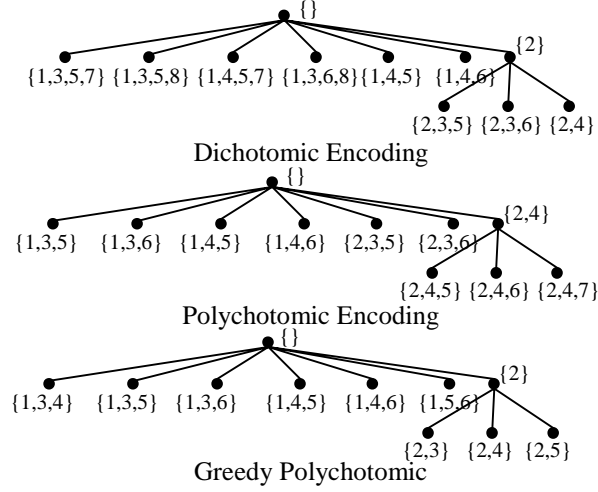 {}
{2}
{1,3,5,7} {1,3,5,8} {1,4,5,7} {1,3,6,8} {1,4,5} {1,4,6}
{2,3,5} {2,3,6} {2,4}
Dichotomic Encoding
{}
{2,4}
{1,3,5} {1,3,6} {1,4,5} {1,4,6} {2,3,5} {2,3,6}
{2,4,5} {2,4,6} {2,4,7}
Polychotomic Encoding
{}
{2}
{1,3,4} {1,3,5} {1,3,6} {1,4,5} {1,4,6} {1,5,6}
{2,3} {2,4} {2,5}
Greedy Polychotomic